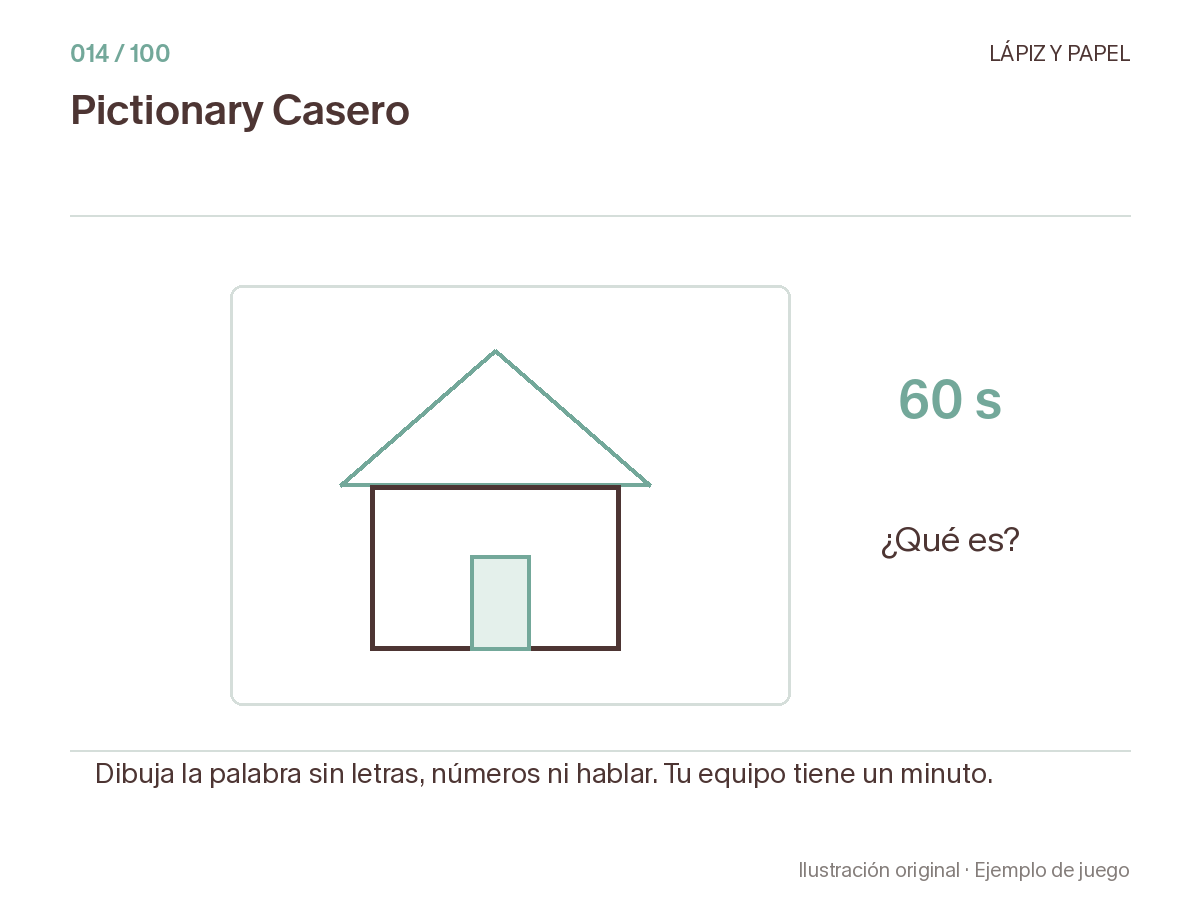 014 / 100
LÁPIZ Y PAPEL
Pictionary Casero
60 s
¿Qué es?
Dibuja la palabra sin letras, números ni hablar. Tu equipo tiene un minuto.
Ilustración original · Ejemplo de juego